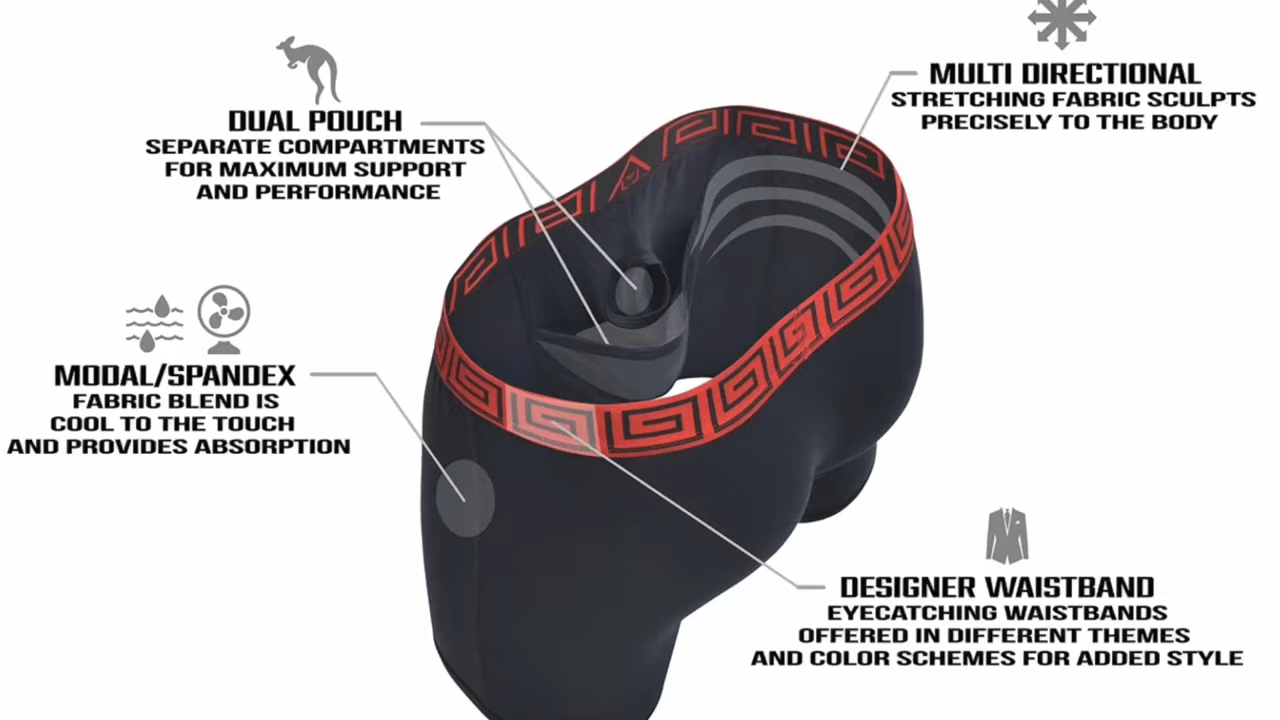 DUAL POUCH
SEPARATE COMPARTMENTS
FOR MAXIMUM SUPPORT
AND PERFORMANCE
MULTI DIRECTIONAL
STRETCHING FABRIC SCULPTS
PRECISELY TO THE BODY
MODAL/SPANDEX
FABRIC BLEND IS
COOL TO THE TOUCH
AND PROVIDES ABSORPTION
DESIGNER WAISTBAND
EYECATCHING WAISTBANDS
OFFERED IN DIFFERENT THEMES
AND COLOR SCHEMES FOR ADDED STYLE